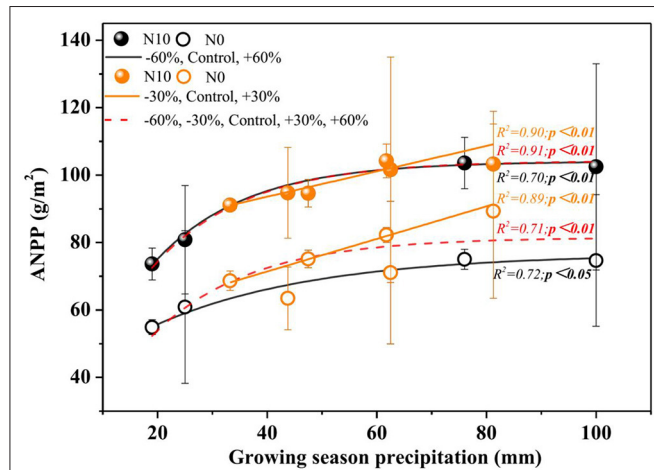 140
120
100
80
60
40
20
40
60
80
100
ANPP (g/m²)
Growing season precipitation (mm)
N10 N0
-60%, Control, +60%
N10 N0
-30%, Control, +30%
-60%, -30%, Control, +30%, +60%
R²=0.90;p<0.01
R²=0.91;p<0.01
R²=0.70;p<0.01
R²=0.89;p<0.01
R²=0.71;p<0.01
R²=0.72;p<0.05